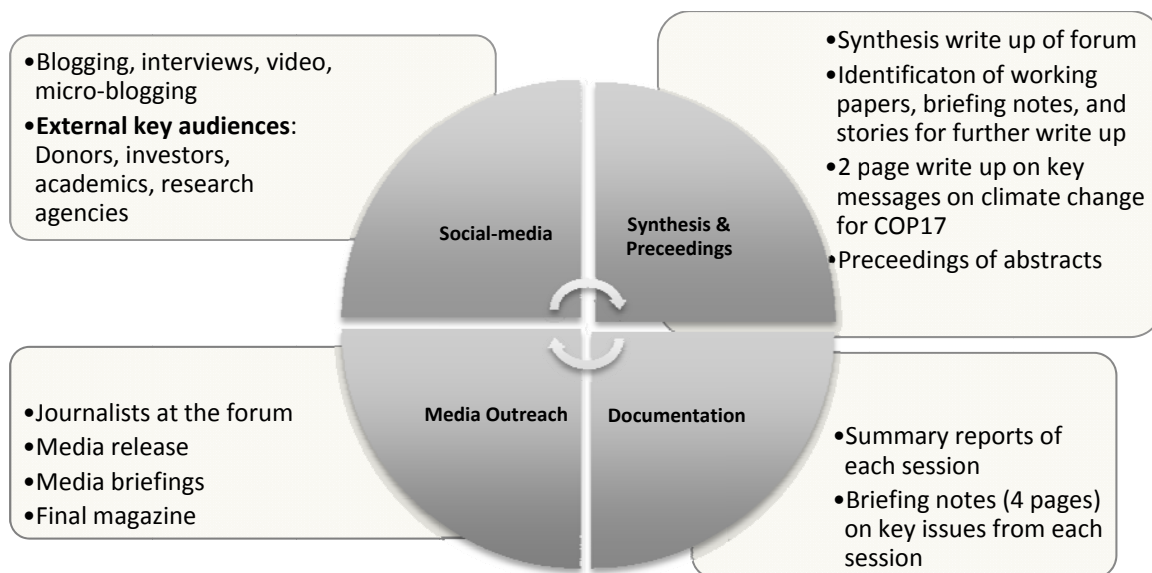 •Blogging, interviews, video,
micro-blogging
•External key audiences:
Donors, investors,
academics, research
agencies
•Synthesis write up of forum
•Identificaton of working
papers, briefing notes, and
stories for further write up
•2 page write up on key
messages on climate change
for COP17
•Preceedings of abstracts
Social-media
Synthesis &
Preceedings
Media Outreach
Documentation
•Journalists at the forum
•Media release
•Media briefings
•Final magazine
•Summary reports of
each session
•Briefing notes (4 pages)
on key issues from each
session